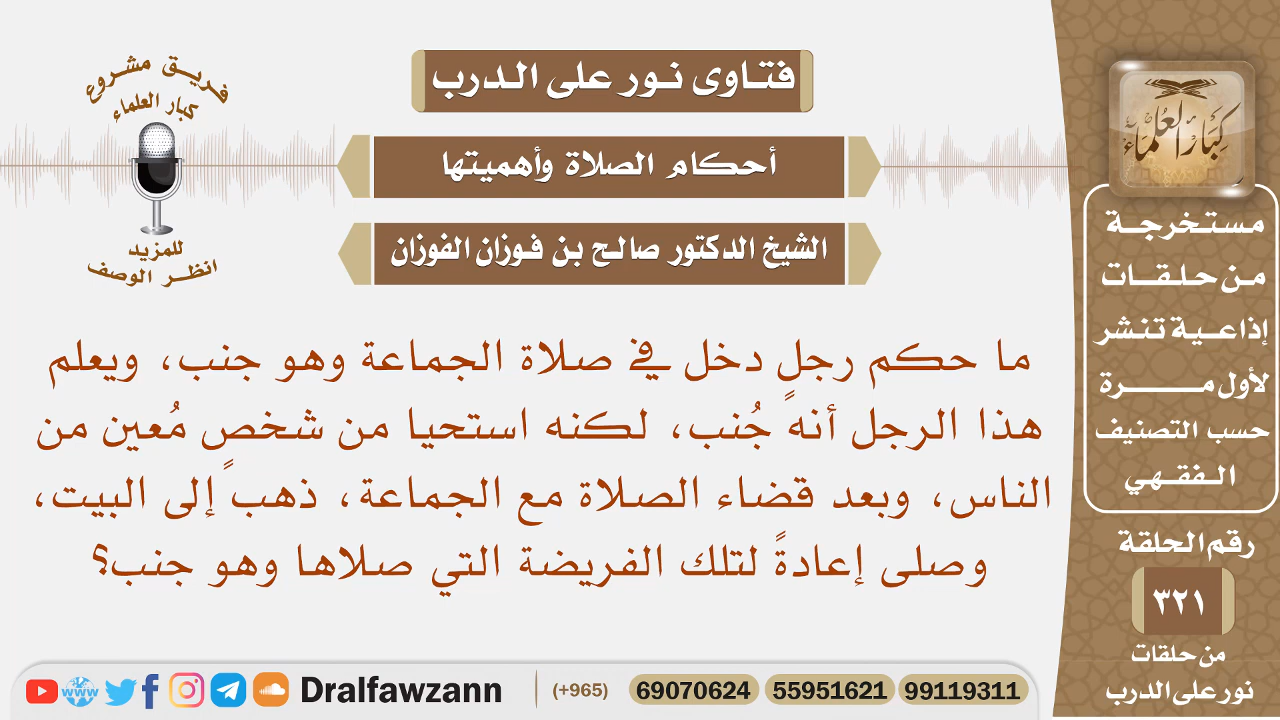 فريق مشروع
كبار العلماء
للمزيد
انظر الوصف
فتاوى نور على الدرب
أحكام الصلاة وأهميتها
الشيخ الدكتور صالح بن فوزان الفوزان
ما حكم رجلٍ دخل في صلاة الجماعة وهو جنب، ويعلم
هذا الرجل أنه جُنب، لكنه استحيا من شخصٍ مُعين من
الناس، وبعد قضاء الصلاة مع الجماعة، ذهب إلى البيت،
وصلى إعادةً لتلك الفريضة التي صلاها وهو جنب؟
كبار العلماء
مستخرجة
من حلقات
إذاعية تنشر
لأول مرة
حسب التصنيف
الفقهي
رقم الحلقة
٣٢١
من حلقات
نور على الدرب
www
Dralfawzann
(+965) 69070624 55951621 99119311